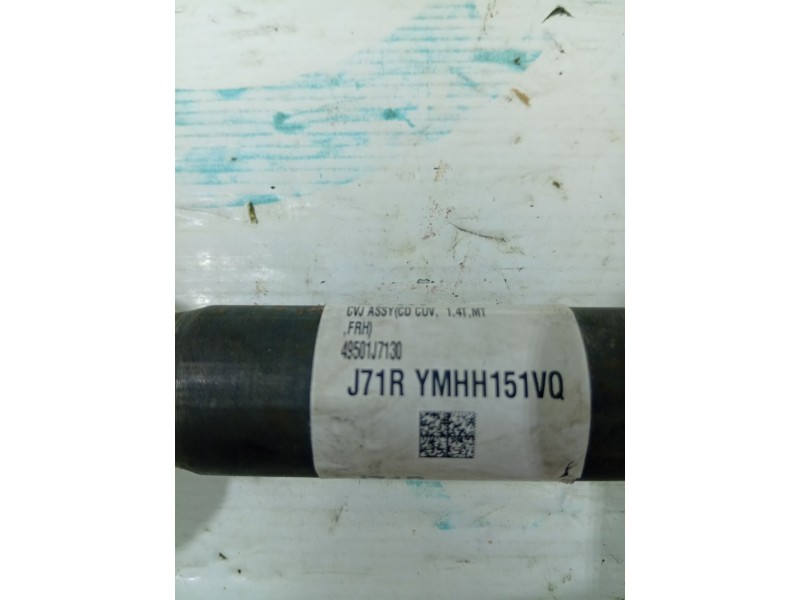 CVJ ASSY(CD CUV, 1.4T,MT
,FRH)
49501J7130
J71R YMHH151VQ